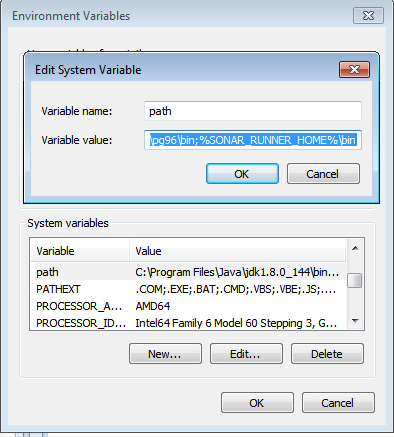 Environment Variables
Edit System Variable
Variable name:
path
Variable value:
\pg96\bin;%SONAR_RUNNER_HOME%\bin
OK Cancel
System variables
Variable Value
path C:\Program Files\Java\jdk1.8.0_144\bin...
PATHEXT .COM;.EXE;.BAT;.CMD;.VBS;.VBE;.JS;....
PROCESSOR_A... AMD64
PROCESSOR_ID... Intel64 Family 6 Model 60 Stepping 3, G...
New... Edit... Delete
OK Cancel